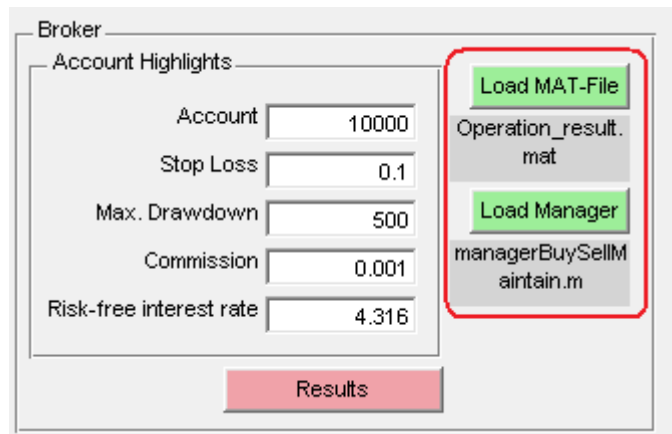 Broker
Account Highlights
Account 10000
Stop Loss 0.1
Max. Drawdown 500
Commission 0.001
Risk-free interest rate 4.316
Load MAT-File
Operation_result.
mat
Load Manager
managerBuySellM
aintain.m
Results